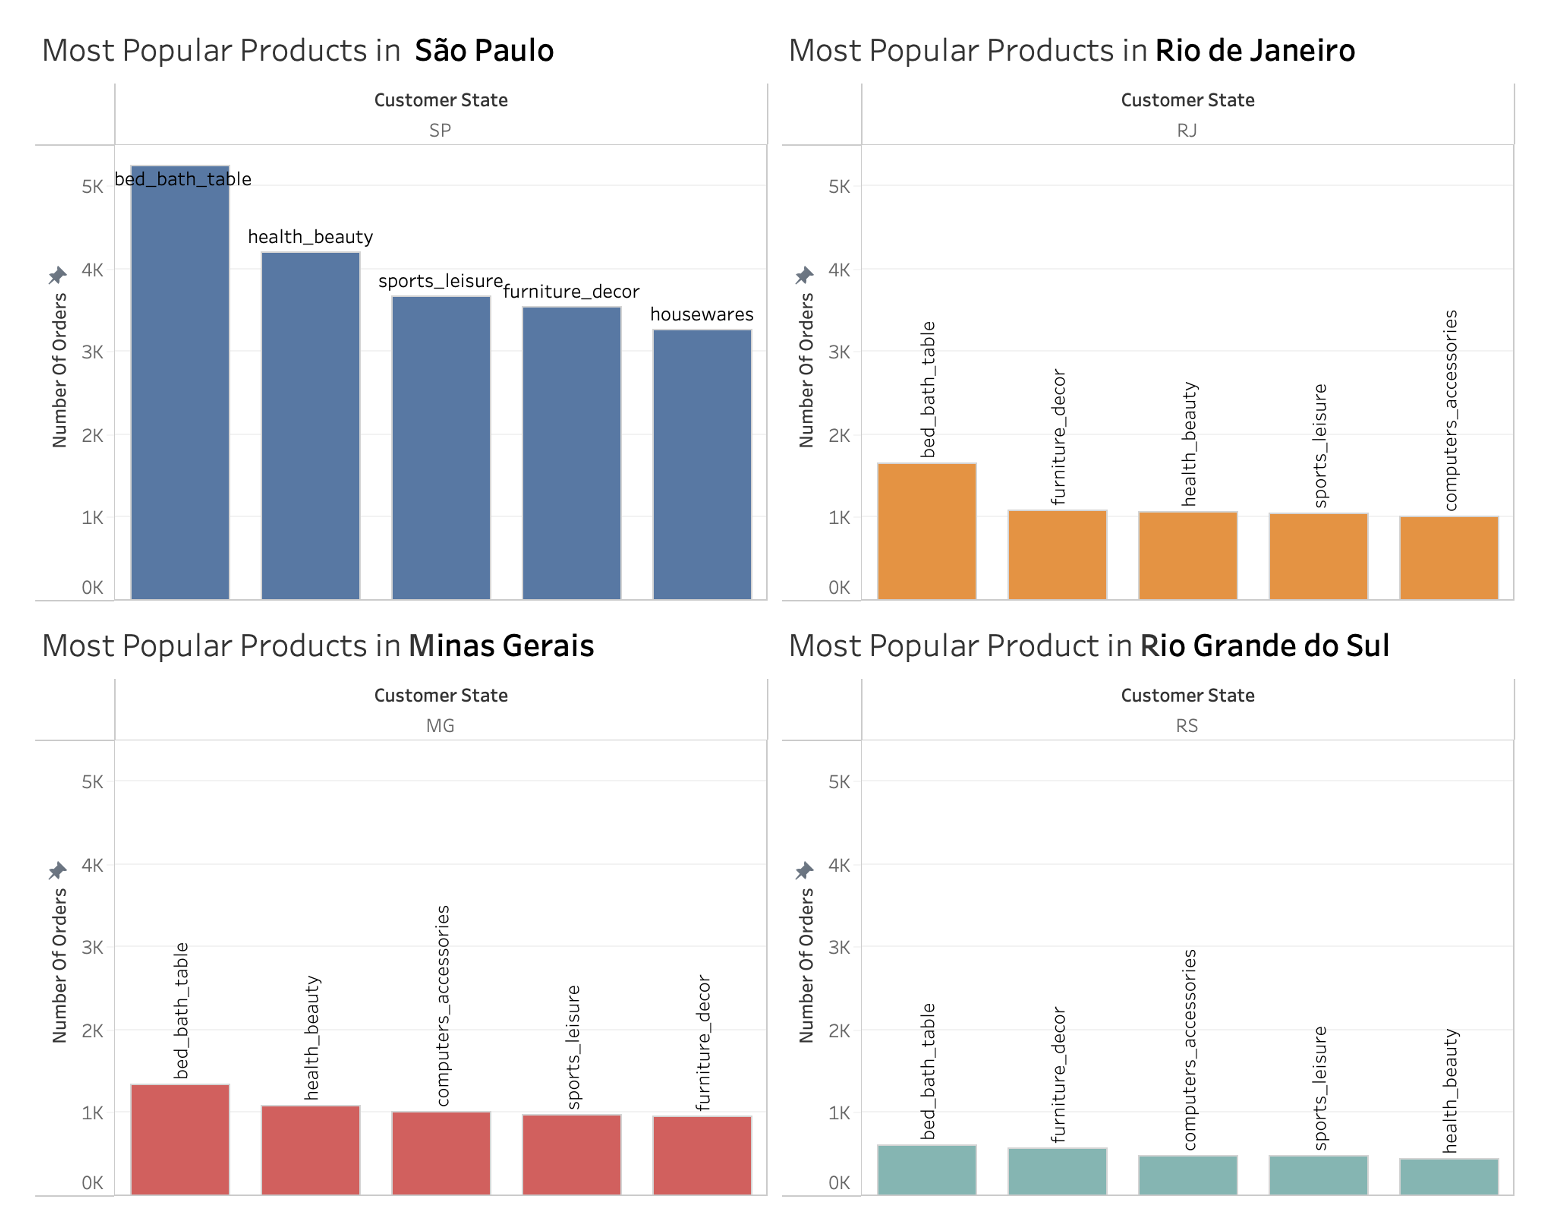 Most Popular Products in São Paulo
Customer State
SP
Number Of Orders
5K
4K
3K
2K
1K
0K
bed_bath_table
health_beauty
sports_leisure
furniture_decor
housewares
Most Popular Products in Rio de Janeiro
Customer State
RJ
Number Of Orders
5K
4K
3K
2K
1K
0K
bed_bath_table
furniture_decor
health_beauty
sports_leisure
computers_accessories
Most Popular Products in Minas Gerais
Customer State
MG
Number Of Orders
5K
4K
3K
2K
1K
0K
bed_bath_table
health_beauty
computers_accessories
sports_leisure
furniture_decor
Most Popular Product in Rio Grande do Sul
Customer State
RS
Number Of Orders
5K
4K
3K
2K
1K
0K
bed_bath_table
furniture_decor
computers_accessories
sports_leisure
health_beauty